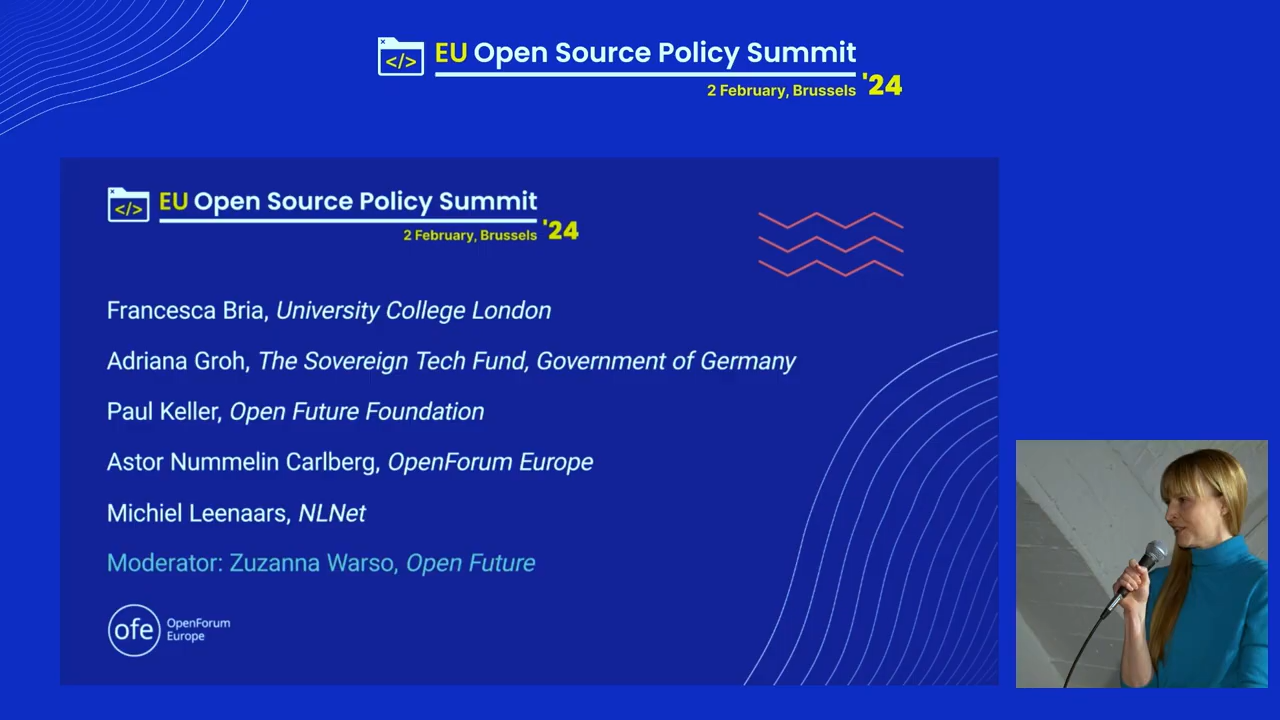 </>
EU Open Source Policy Summit
2 February, Brussels '24
</>
EU Open Source Policy Summit
2 February, Brussels '24
Francesca Bria, University College London
Adriana Groh, The Sovereign Tech Fund, Government of Germany
Paul Keller, Open Future Foundation
Astor Nummelin Carlberg, OpenForum Europe
Michiel Leenaars, NLNet
Moderator: Zuzanna Warso, Open Future
ofe OpenForum
Europe